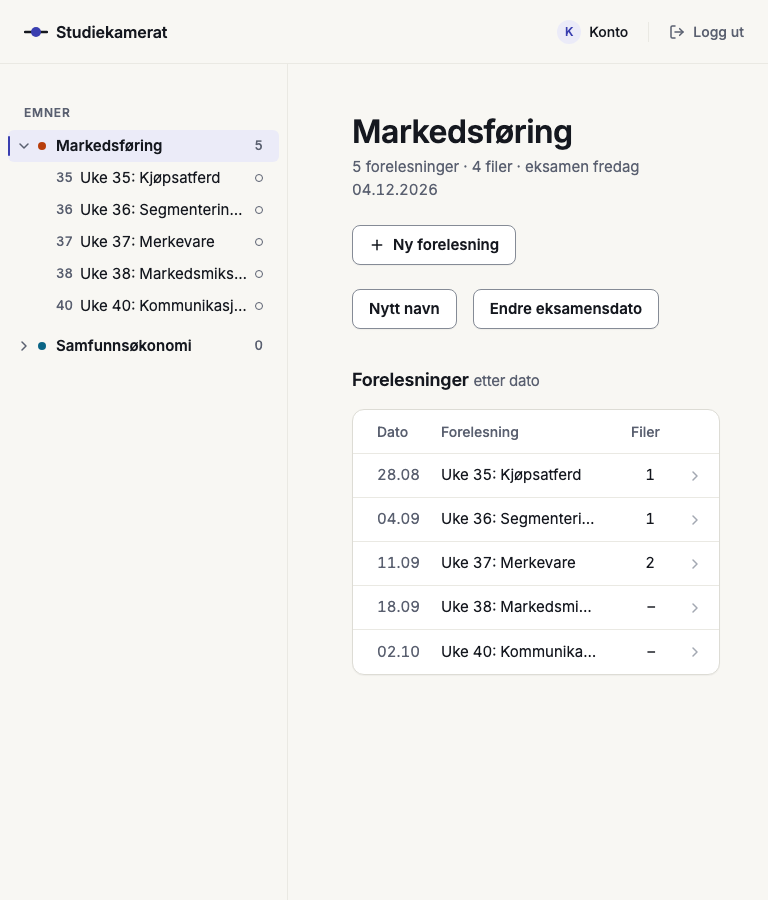 Studiekamerat
K Konto
Logg ut
EMNER
Markedsføring 5
35 Uke 35: Kjøpsatferd
36 Uke 36: Segmenterin...
37 Uke 37: Merkevare
38 Uke 38: Markedsmiks...
40 Uke 40: Kommunikasj...
Samfunnsøkonomi 0
Markedsføring
5 forelesninger · 4 filer · eksamen fredag
04.12.2026
+ Ny forelesning
Nytt navn
Endre eksamensdato
Forelesninger etter dato
Dato Forelesning Filer
28.08 Uke 35: Kjøpsatferd 1
04.09 Uke 36: Segmenteri... 1
11.09 Uke 37: Merkevare 2
18.09 Uke 38: Markedsmi... –
02.10 Uke 40: Kommunika... –